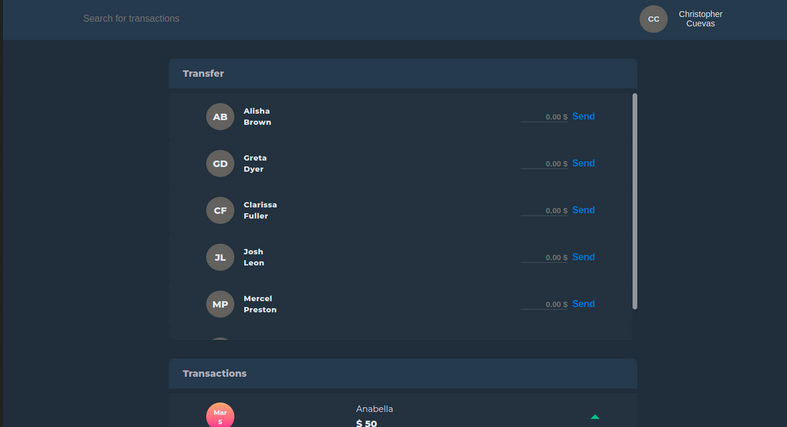 Search for transactions
CC
Christopher
Cuevas
Transfer
AB
Alisha
Brown
0.00 $ Send
GD
Greta
Dyer
0.00 $ Send
CF
Clarissa
Fuller
0.00 $ Send
JL
Josh
Leon
0.00 $ Send
MP
Mercel
Preston
0.00 $ Send
Transactions
Mar
5
Anabella
$ 50